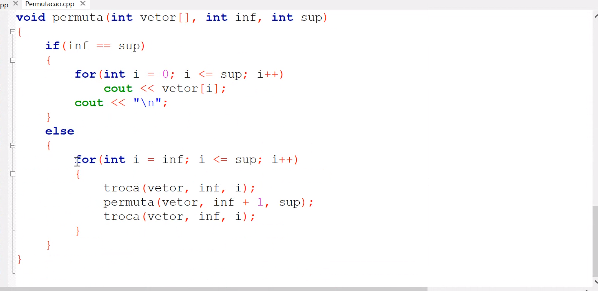 Permutacao.cpp
void permuta(int vetor[], int inf, int sup)
{
if(inf == sup)
{
for(int i = 0; i <= sup; i++)
cout << vetor[i];
cout << "\n";
}
else
{
for(int i = inf; i <= sup; i++)
{
troca(vetor, inf, i);
permuta(vetor, inf + 1, sup);
troca(vetor, inf, i);
}
}
}